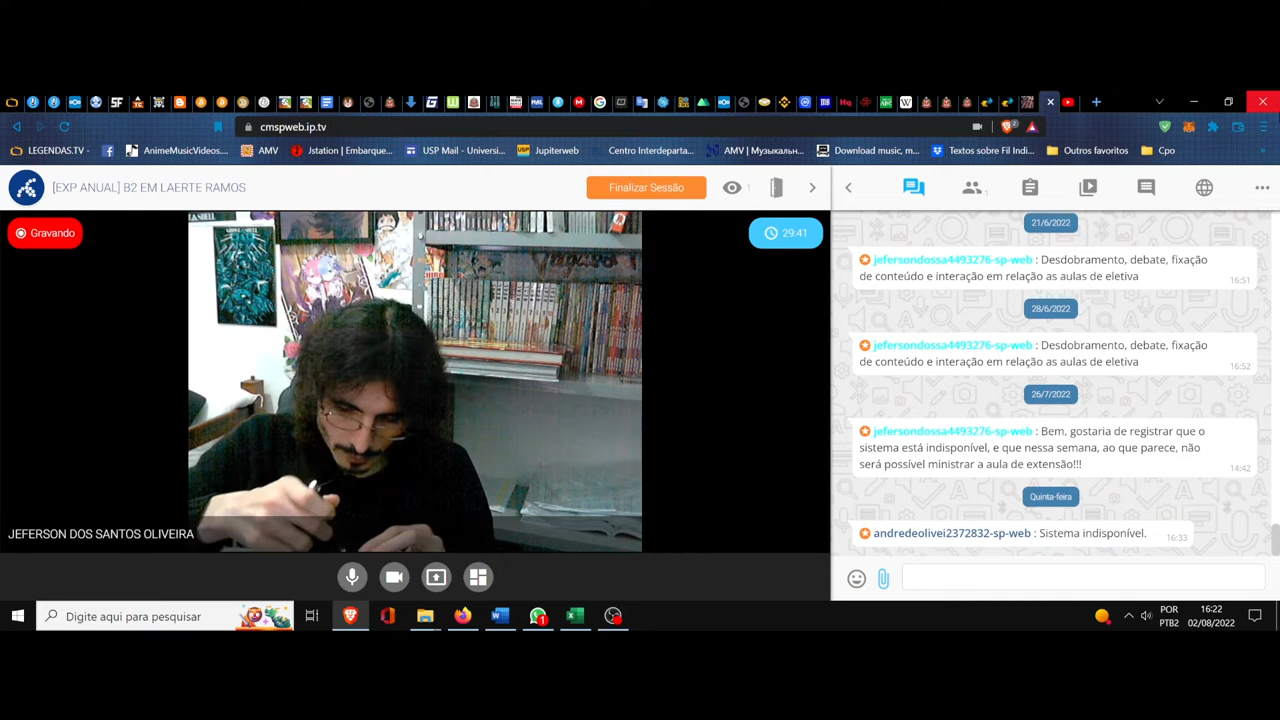 cmspweb.ip.tv
2
LEGENDAS.TV -
AnimeMusicVideos...
AMV
Jstation | Embarque...
USP Mail - Universi...
Jupiterweb
Centro Interdeparta...
AMV | Музыкальн...
Download music, m...
Textos sobre Fil Indi...
Outros favoritos
Cpo
[EXP ANUAL] B2 EM LAERTE RAMOS
Finalizar Sessão
1
1
Gravando
29:41
JEFERSON DOS SANTOS OLIVEIRA
21/6/2022
jefersondossa4493276-sp-web : Desdobramento, debate, fixação
de conteúdo e interação em relação as aulas de eletiva
16:51
28/6/2022
jefersondossa4493276-sp-web : Desdobramento, debate, fixação
de conteúdo e interação em relação as aulas de eletiva
16:52
26/7/2022
jefersondossa4493276-sp-web : Bem, gostaria de registrar que o
sistema está indisponível, e que nessa semana, ao que parece, não
será possível ministrar a aula de extensão!!!
14:42
Quinta-feira
andredeolivei2372832-sp-web : Sistema indisponível.
16:33
Digite aqui para pesquisar
1
POR
PTB2
16:22
02/08/2022